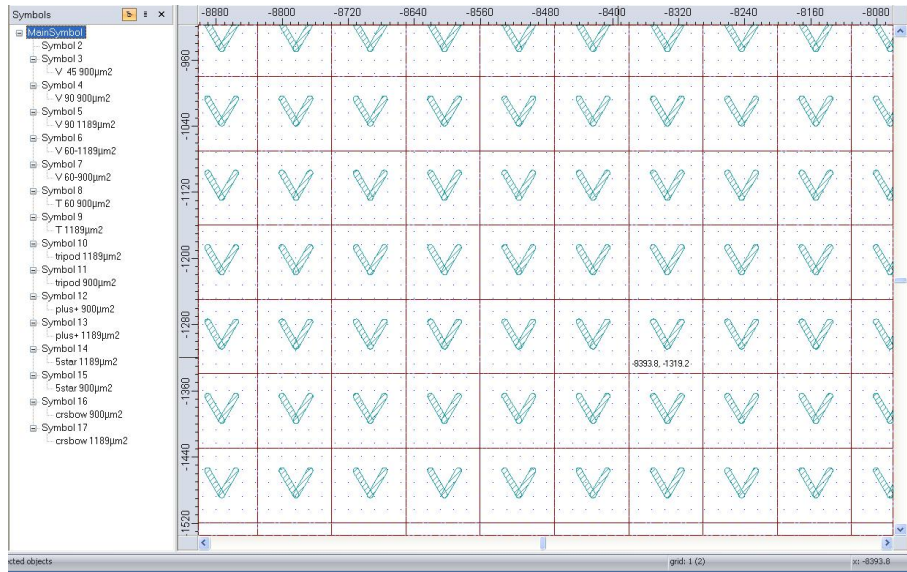 Symbols
-8880 -8800 -8720 -8640 -8560 -8480 -8400 -8320 -8240 -8160 -8080
MainSymbol
Symbol 2
Symbol 3
V 45 900µm2
Symbol 4
V 90 900µm2
Symbol 5
V 90 1189µm2
Symbol 6
V 60-1189µm2
Symbol 7
V 60-900µm2
Symbol 8
T 60 900µm2
Symbol 9
T 1189µm2
Symbol 10
tripod 1189µm2
Symbol 11
tripod 900µm2
Symbol 12
plus+ 900µm2
Symbol 13
plus+ 1189µm2
Symbol 14
5star 1189µm2
Symbol 15
5star 900µm2
Symbol 16
crsbow 900µm2
Symbol 17
crsbow 1189µm2
-960
-1040
-1120
-1200
-1280
-1360
-1440
-1520
-8393.8, -1319.2
cted objects
grid: 1 (2)
x: -8393.8